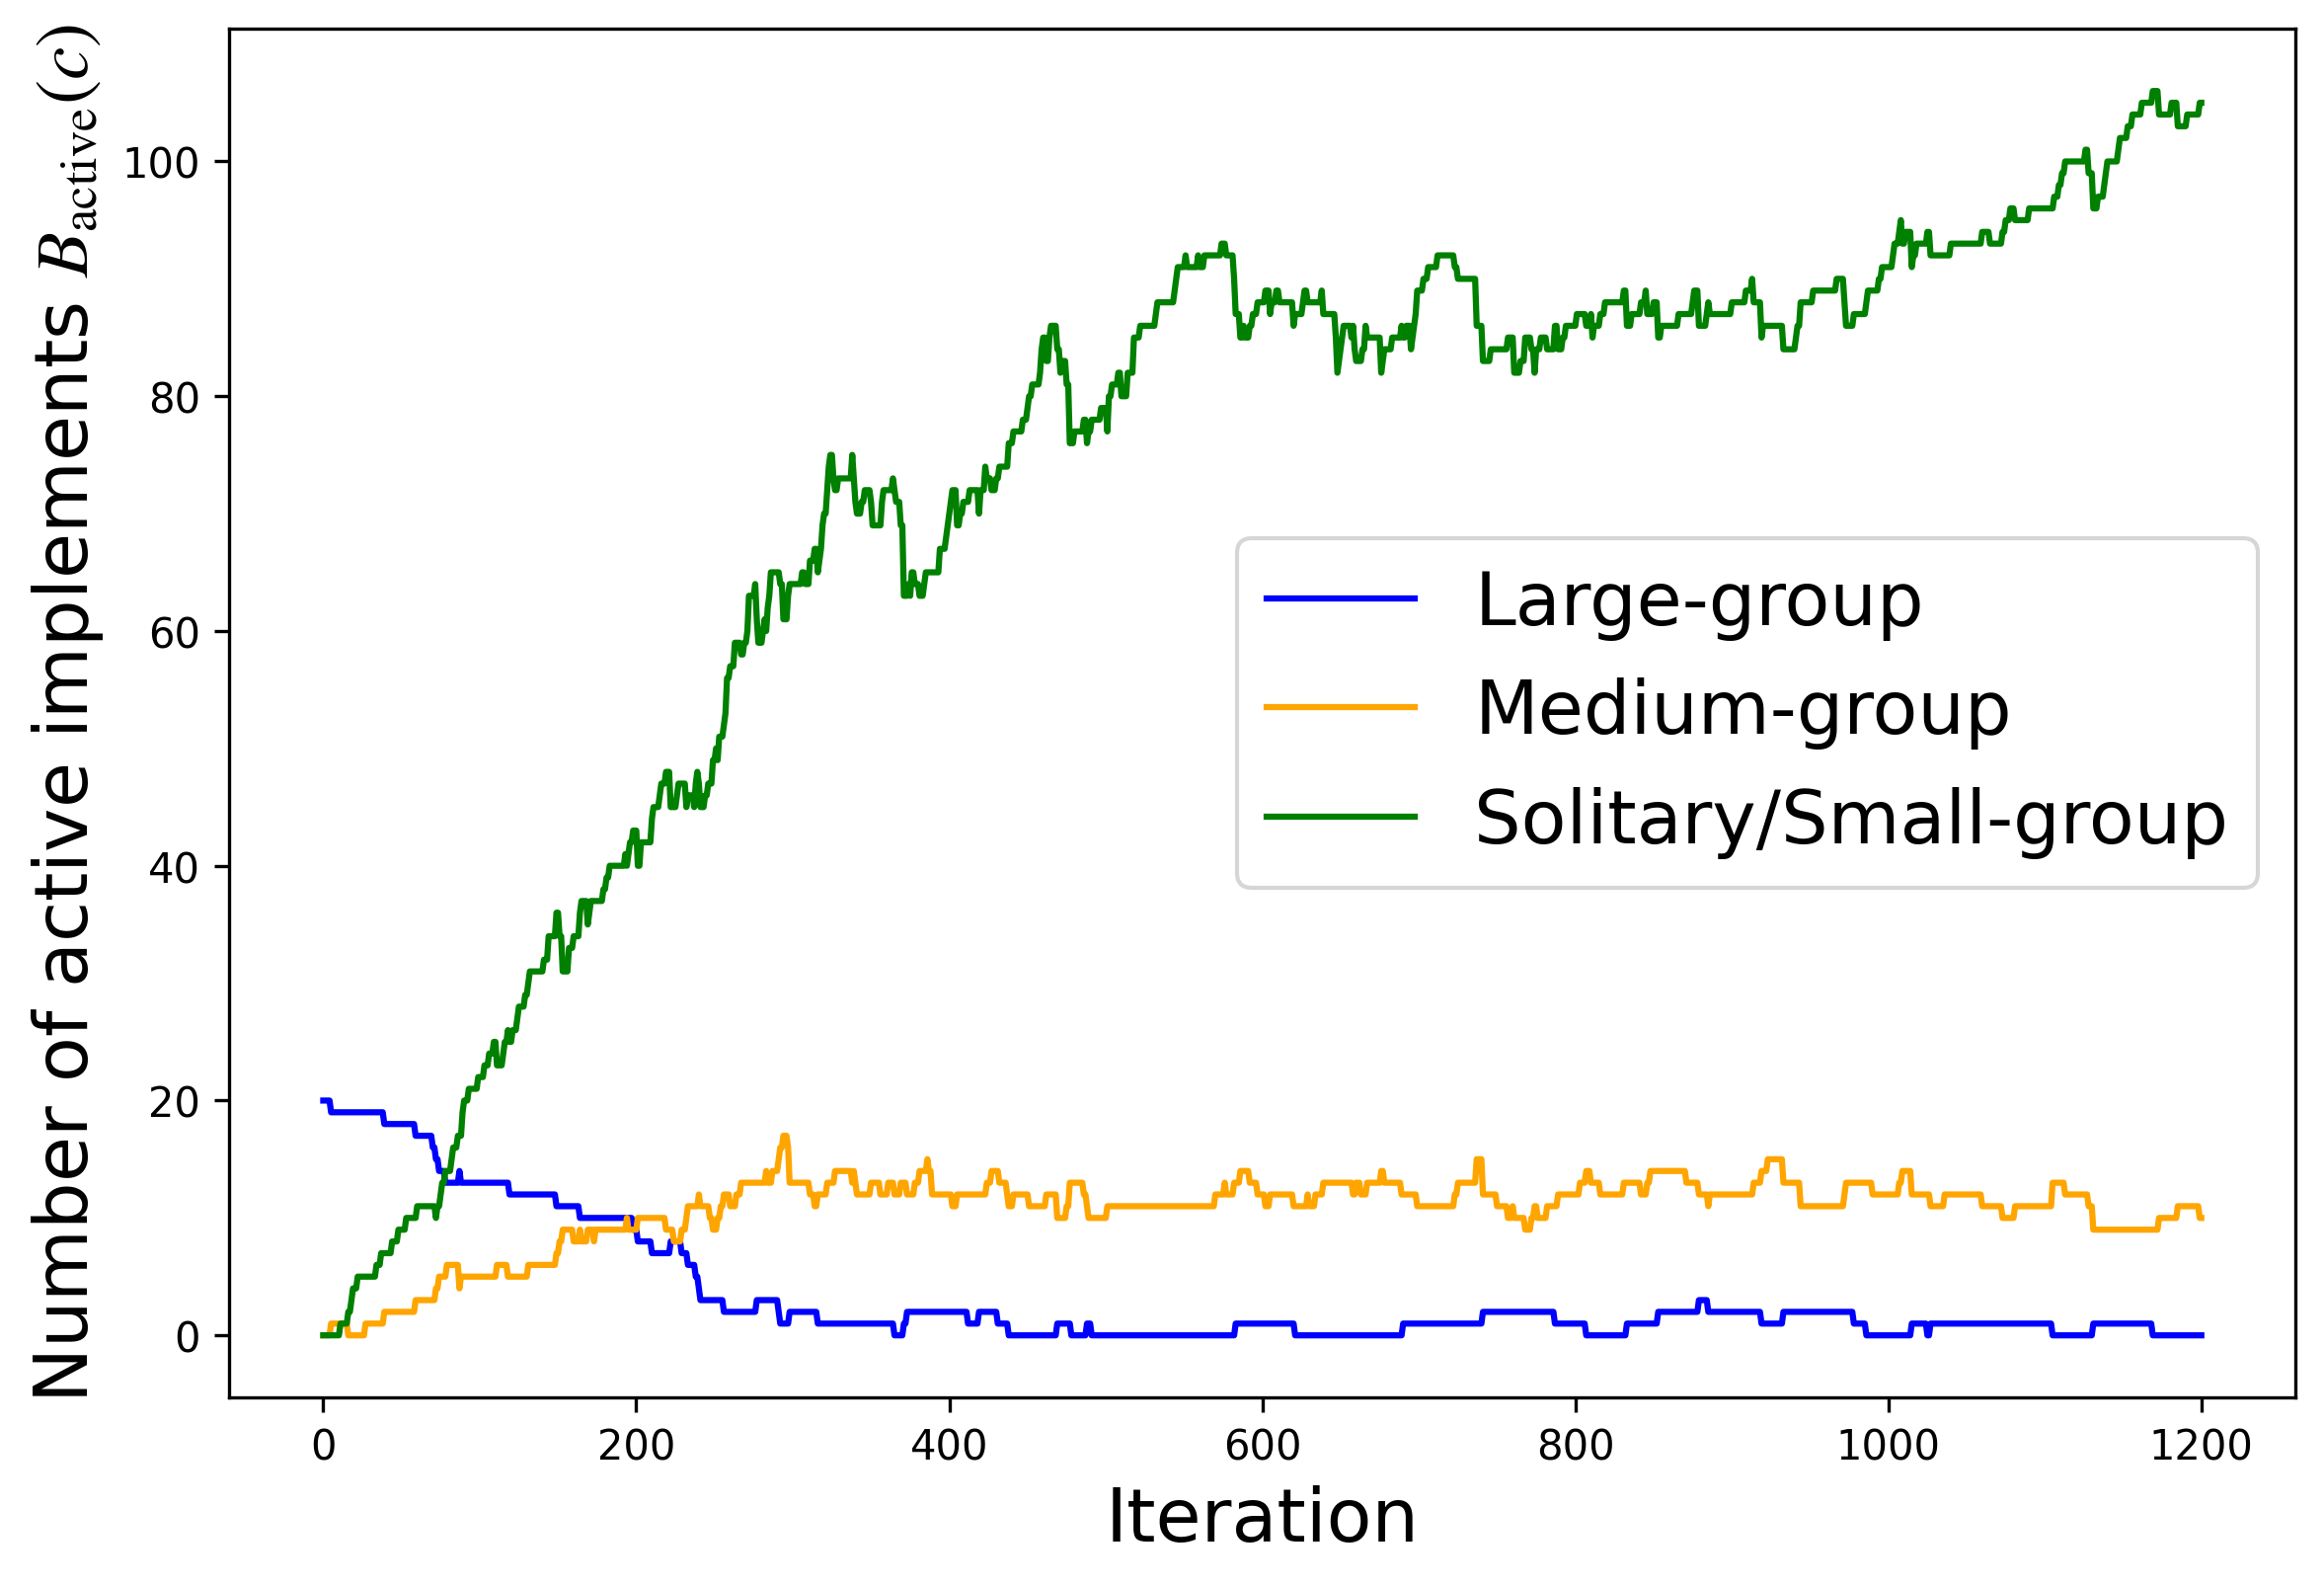 Number of active implements B_active(c)
100
80
60
40
20
0
Large-group
Medium-group
Solitary/Small-group
0 200 400 600 800 1000 1200
Iteration